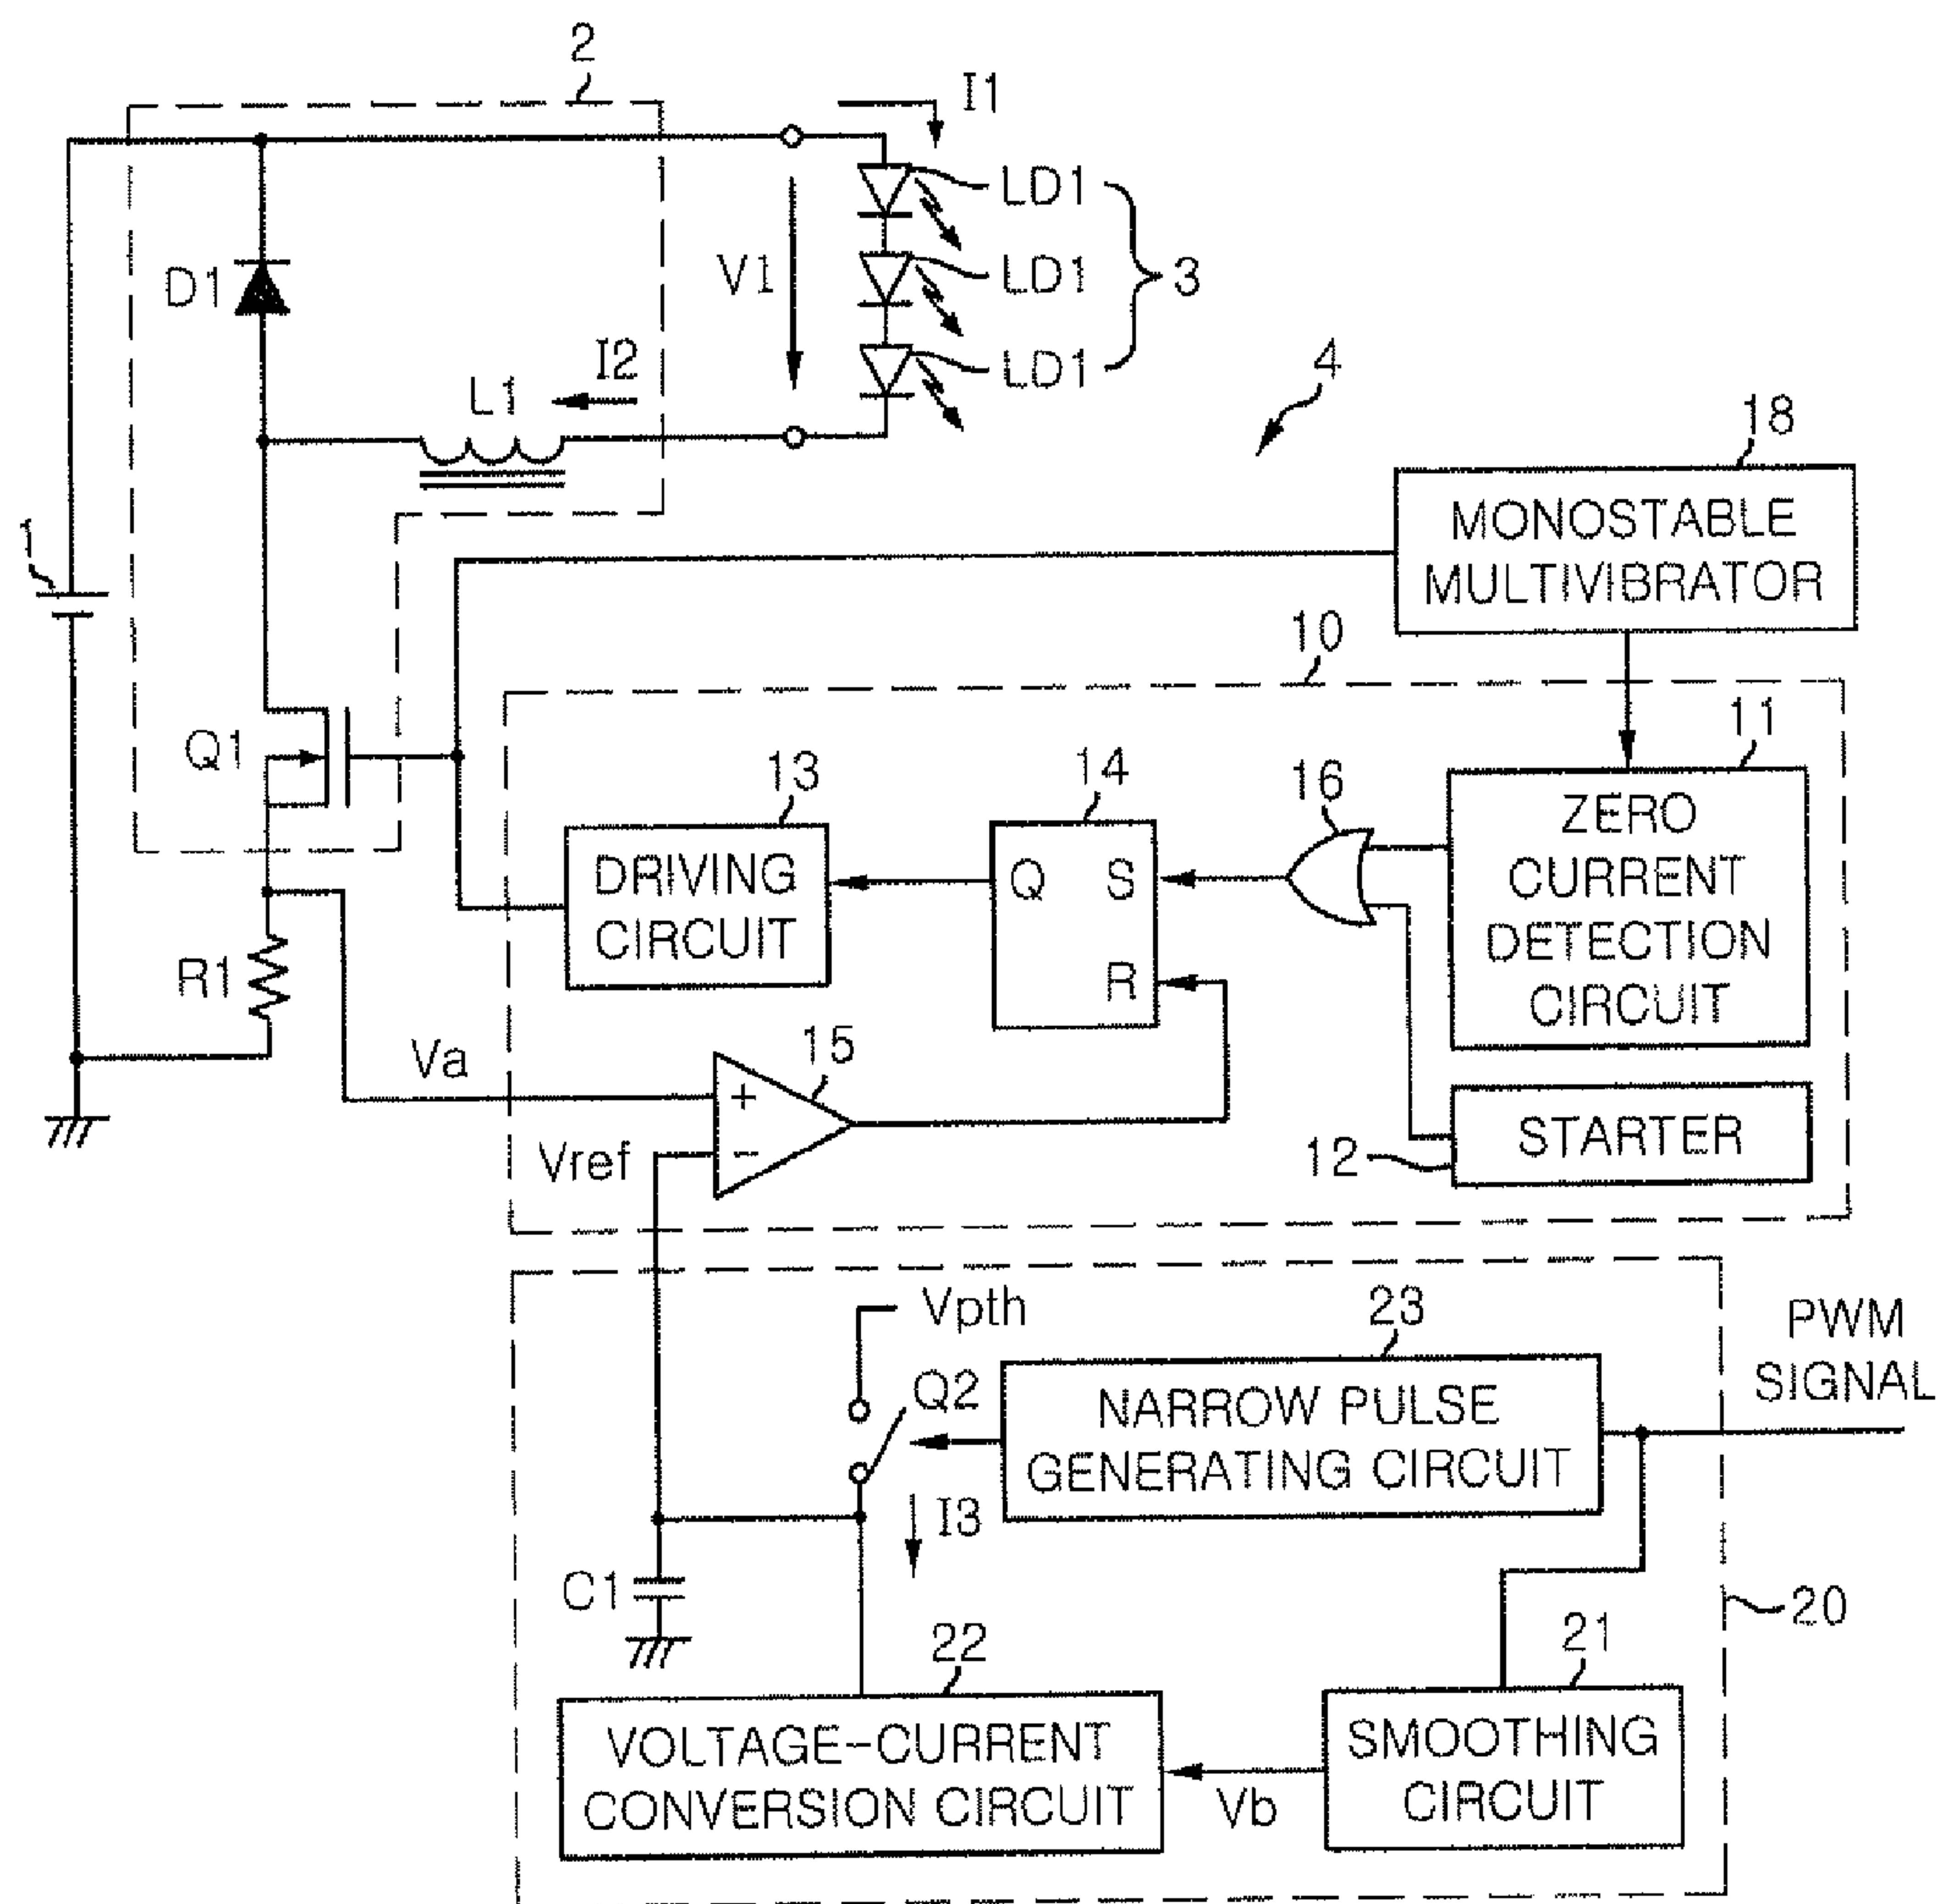 2
I1
LD1
D1
V1
LD1
3
I2
LD1
L1
4
18
1
MONOSTABLE
MULTIVIBRATOR
10
11
Q1
13
14
16
ZERO
CURRENT
DETECTION
CIRCUIT
DRIVING
CIRCUIT
Q
S
R
R1
Va
15
+
−
Vref
12
STARTER
Vpth
23
PWM
SIGNAL
Q2
NARROW PULSE
GENERATING CIRCUIT
I3
C1
20
22
21
VOLTAGE-CURRENT
CONVERSION CIRCUIT
Vb
SMOOTHING
CIRCUIT